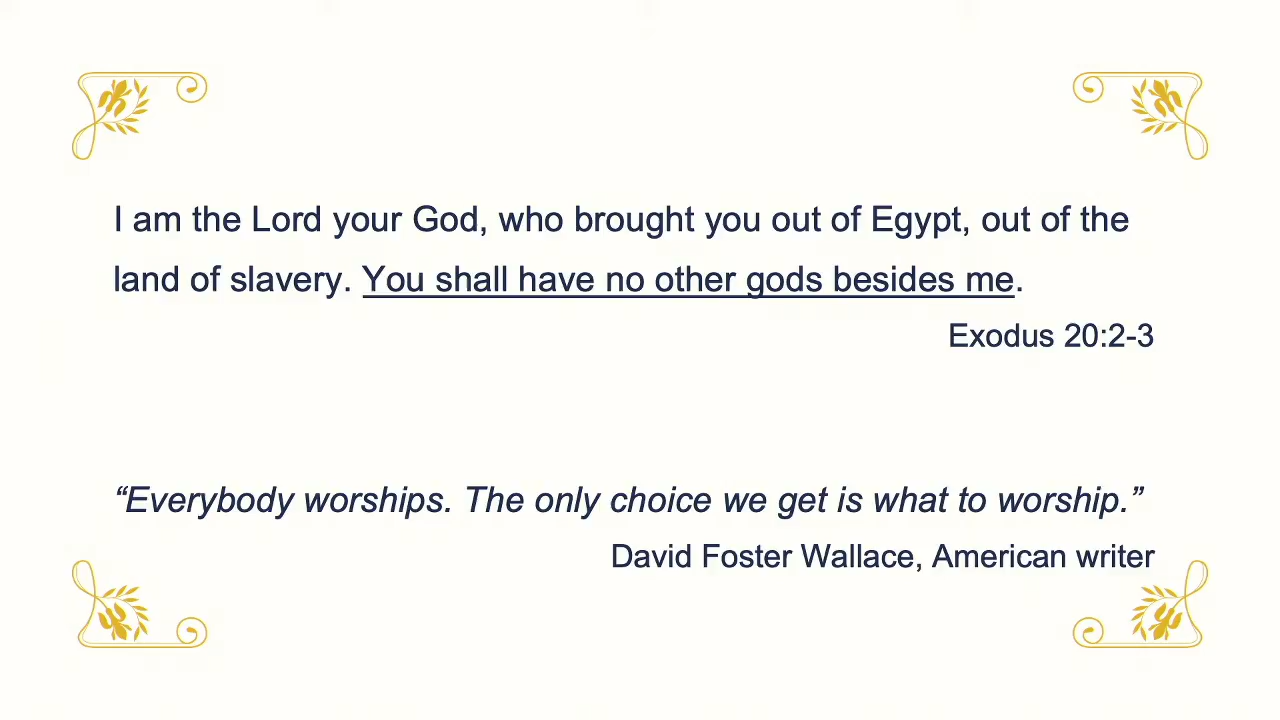 I am the Lord your God, who brought you out of Egypt, out of the
land of slavery. You shall have no other gods besides me.
Exodus 20:2-3
“Everybody worships. The only choice we get is what to worship.”
David Foster Wallace, American writer